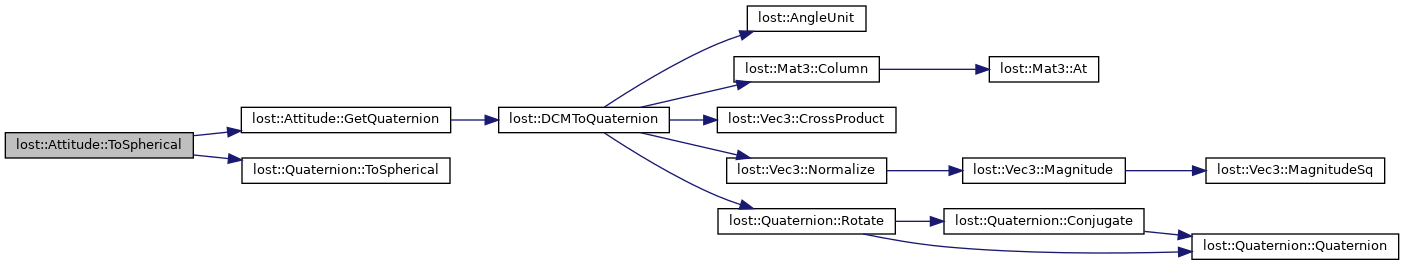 lost::Attitude::ToSpherical
lost::Attitude::GetQuaternion
lost::Quaternion::ToSpherical
lost::DCMToQuaternion
lost::AngleUnit
lost::Mat3::Column
lost::Mat3::At
lost::Vec3::CrossProduct
lost::Vec3::Normalize
lost::Vec3::Magnitude
lost::Vec3::MagnitudeSq
lost::Quaternion::Rotate
lost::Quaternion::Conjugate
lost::Quaternion::Quaternion